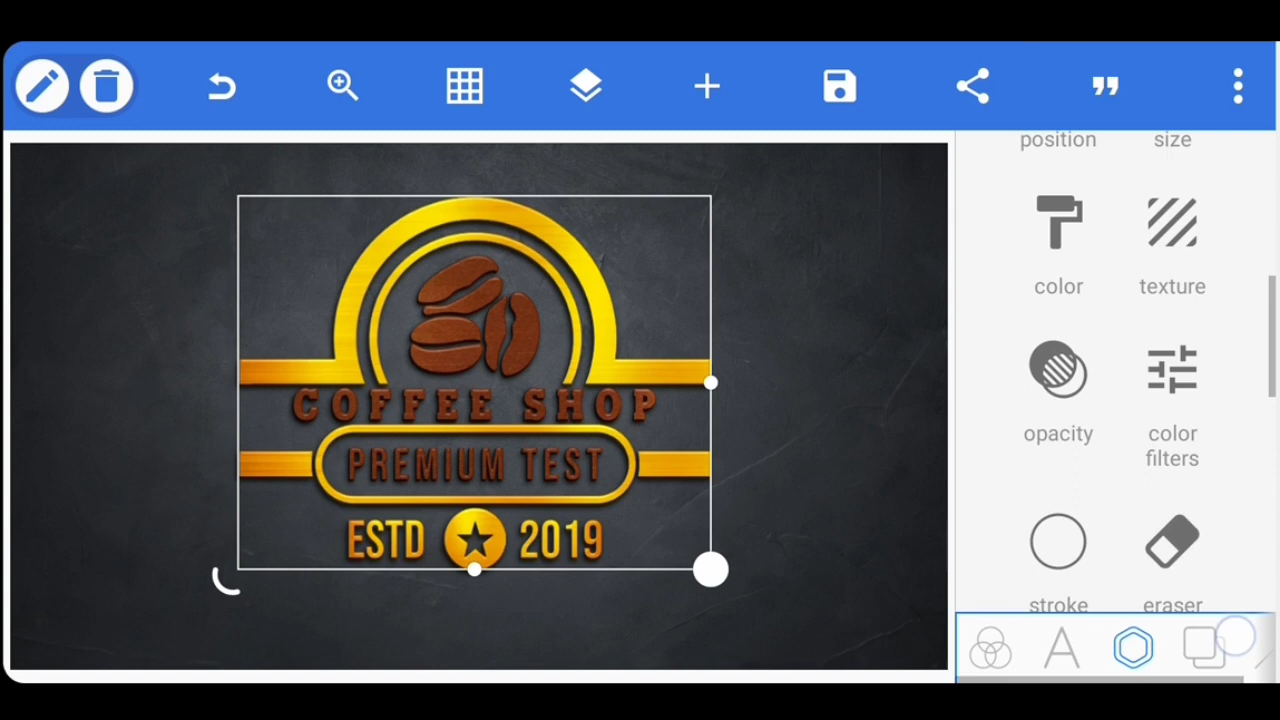 position size
color texture
opacity color filters
stroke eraser
COFFEE SHOP
PREMIUM TEST
ESTD 2019